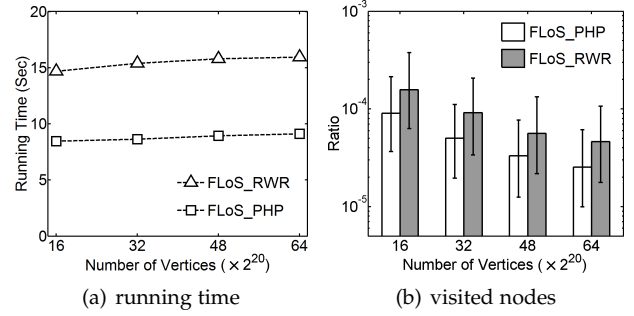 20
15
10
5
0
Running Time (Sec)
FLoS_RWR
FLoS_PHP
16 32 48 64
Number of Vertices (×2^20)
(a) running time
10^-3
10^-4
10^-5
Ratio
FLoS_PHP
FLoS_RWR
16 32 48 64
Number of Vertices (×2^20)
(b) visited nodes